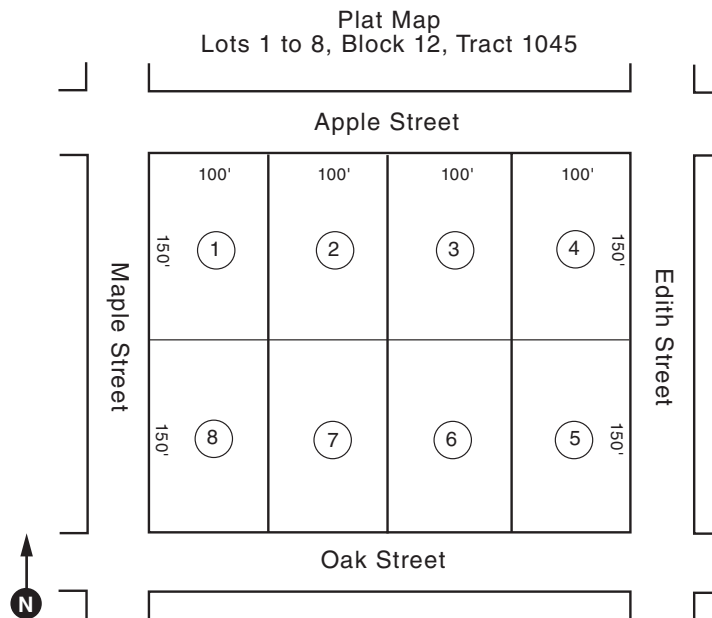 Plat Map
Lots 1 to 8, Block 12, Tract 1045
Apple Street
100' 100' 100' 100'
150' 1 2 3 4 150'
Maple Street
Edith Street
150' 8 7 6 5 150'
Oak Street
N